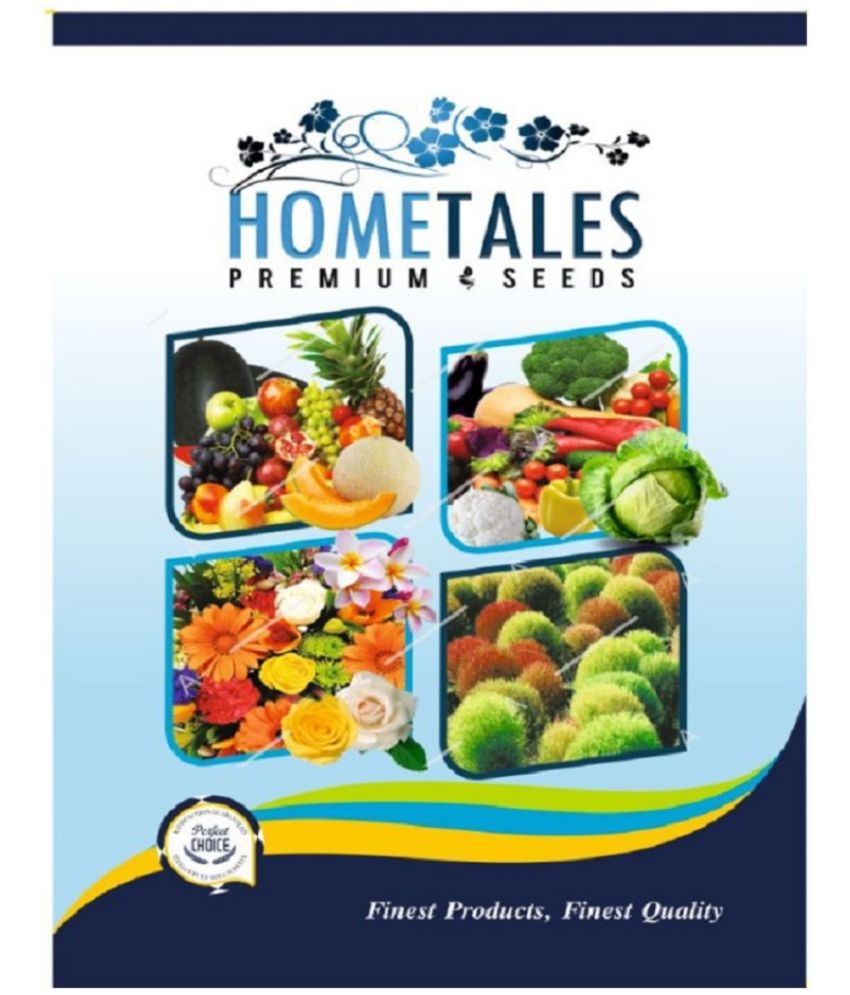 HOMETALES
PREMIUM SEEDS
Perfect
CHOICE
Finest Products, Finest Quality